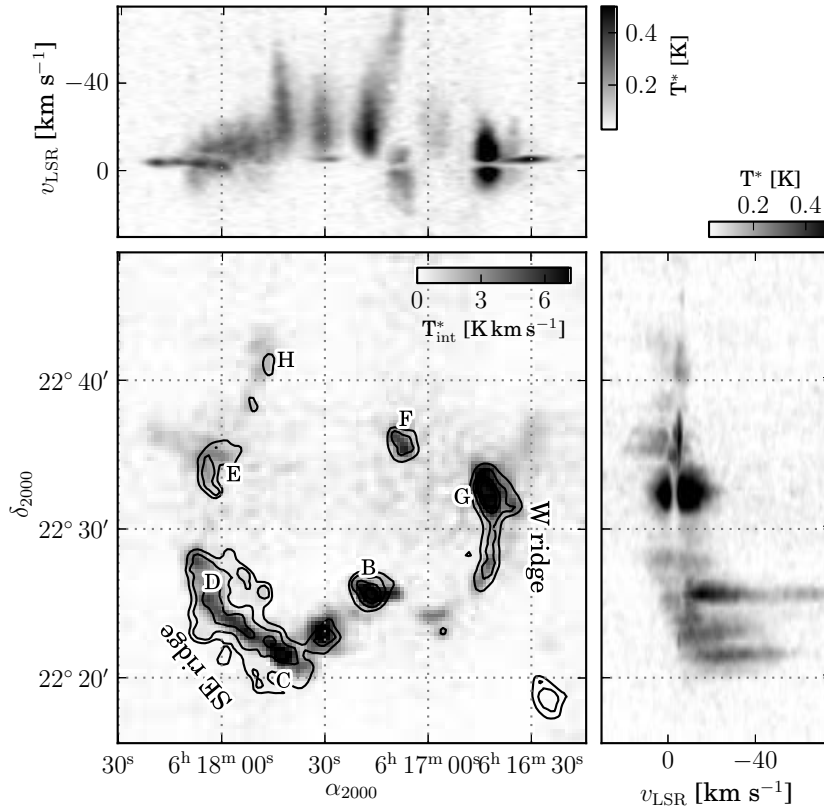 0.4
0.2
T* [K]
−40
0
v_LSR [km s⁻¹]
T* [K]
0.2 0.4
0 3 6
T*_int [K km s⁻¹]
H
22° 40′
F
E
G
δ_2000
W ridge
22° 30′
B
D
SE ridge
C
22° 20′
30ˢ 6ʰ 18ᵐ 00ˢ 30ˢ 6ʰ 17ᵐ 00ˢ 6ʰ 16ᵐ 30ˢ
α_2000
0 −40
v_LSR [km s⁻¹]